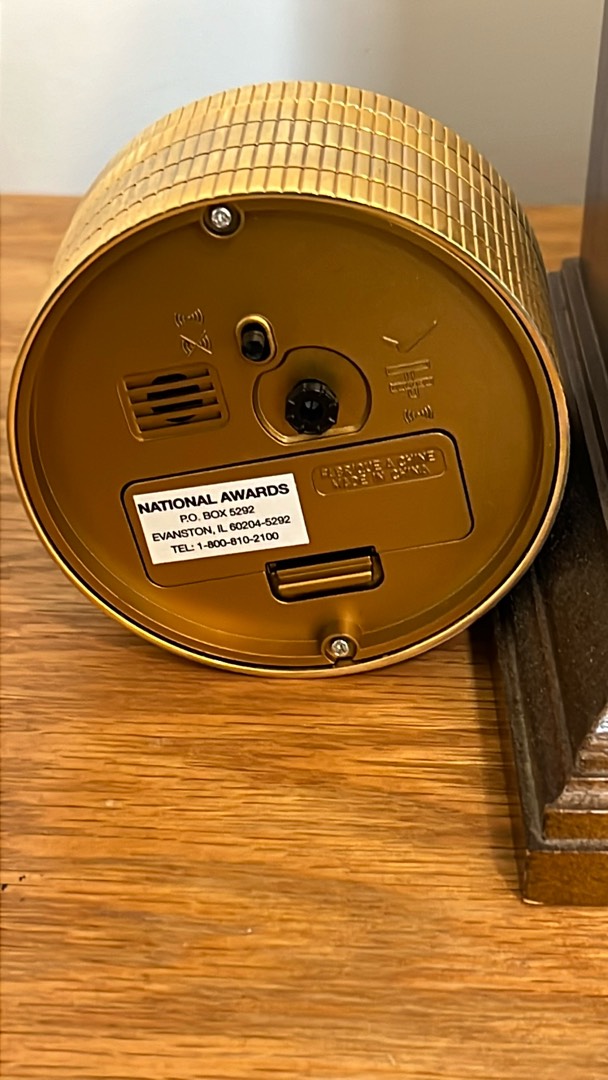 FABRIQUE A CHINE
MADE IN CHINA
NATIONAL AWARDS
P.O. BOX 5292
EVANSTON, IL 60204-5292
TEL: 1-800-810-2100